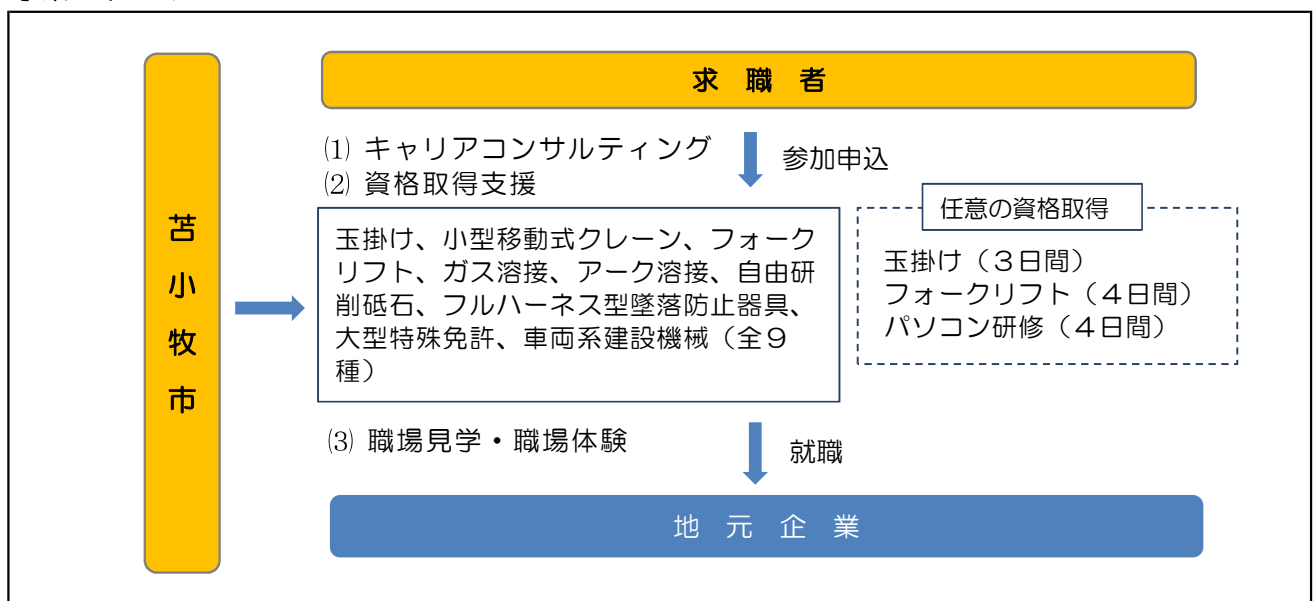 求職者
苫小牧市
⑴ キャリアコンサルティング
⑵ 資格取得支援
参加申込
玉掛け、小型移動式クレーン、フォーク
リフト、ガス溶接、アーク溶接、自由研
削砥石、フルハーネス型墜落防止器具、
大型特殊免許、車両系建設機械（全９
種）
任意の資格取得
玉掛け（３日間）
フォークリフト（４日間）
パソコン研修（４日間）
⑶ 職場見学・職場体験
就職
地元企業